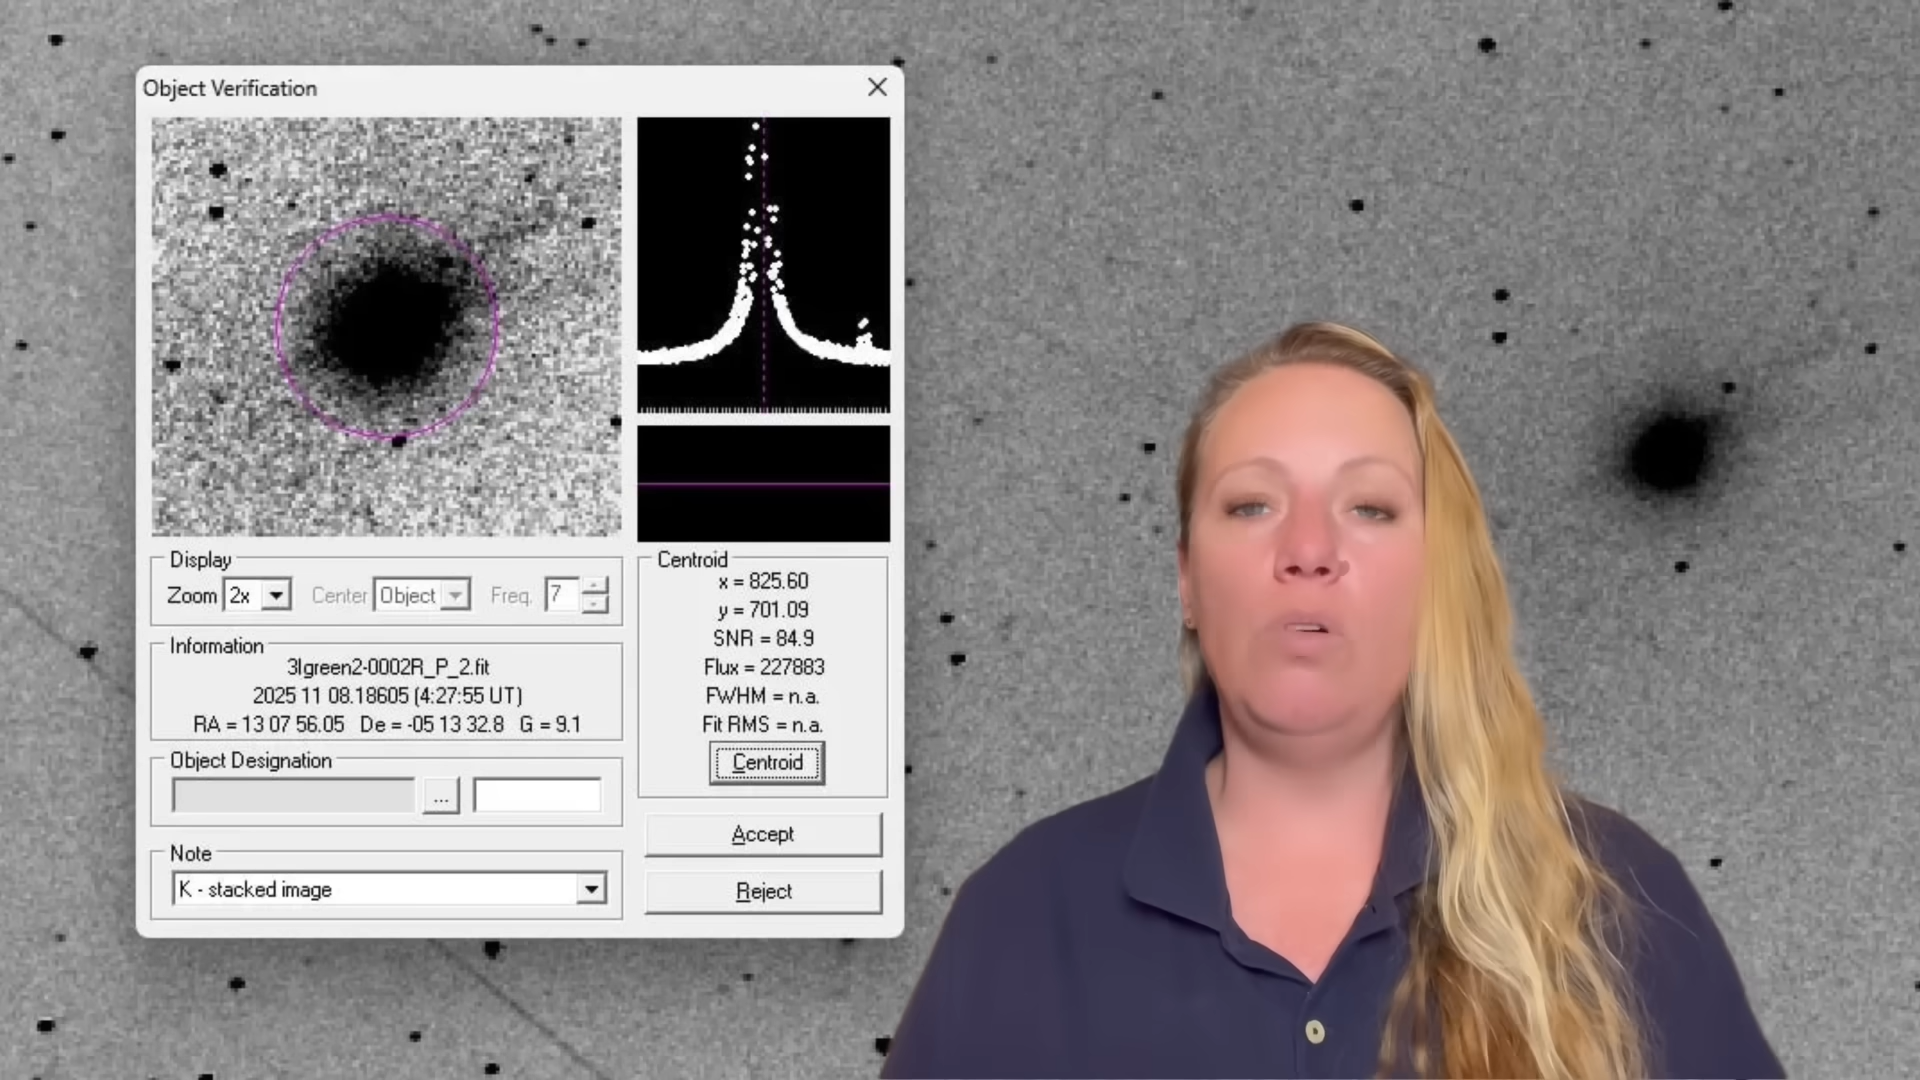 Object Verification
Display
Zoom 2x Center Object Freq. 7
Information
3Igreen2-0002R_P_2.fit
2025 11 08.18605 (4:27:55 UT)
RA = 13 07 56.05 De = -05 13 32.8 G = 9.1
Object Designation
...
Note
K - stacked image
Centroid
x = 825.60
y = 701.09
SNR = 84.9
Flux = 227883
FWHM = n.a.
Fit RMS = n.a.
Centroid
Accept
Reject